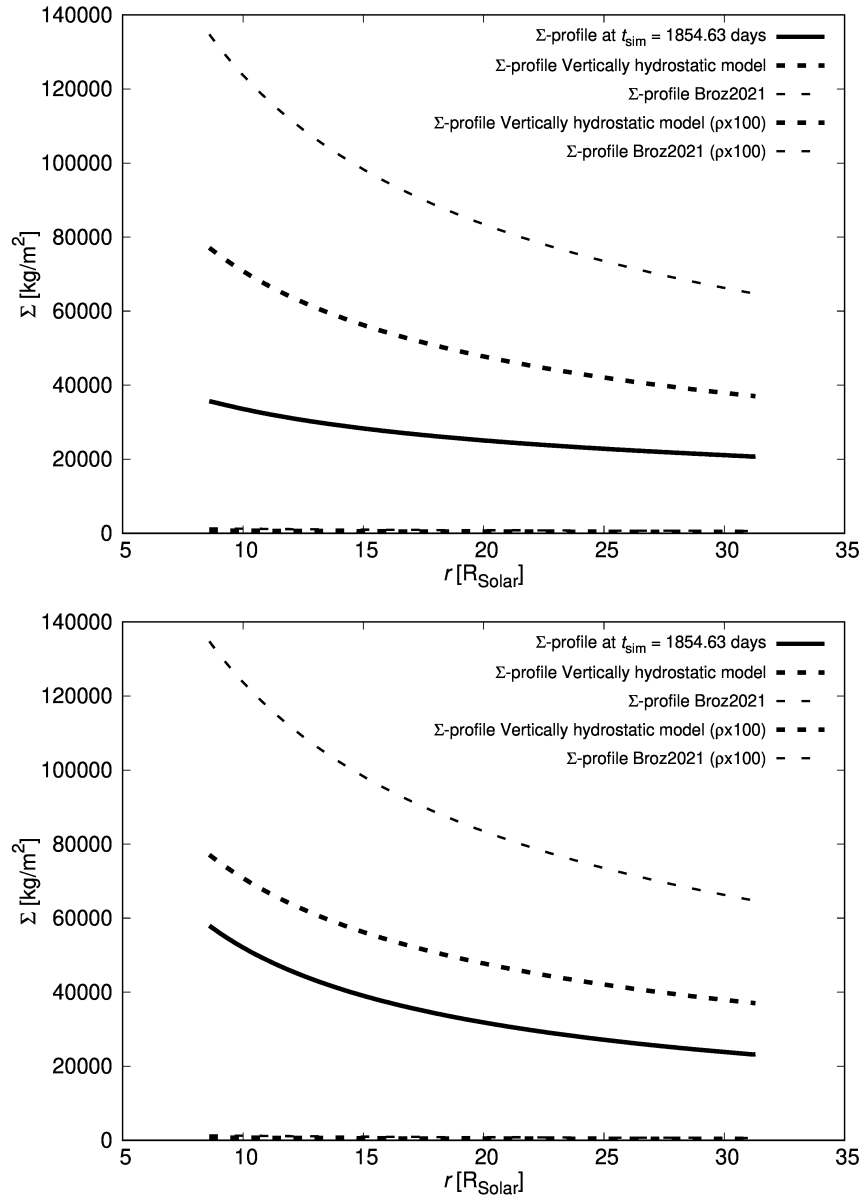 140000
120000
100000
80000
60000
40000
20000
0
Σ [kg/m²]
Σ-profile at tsim = 1854.63 days
Σ-profile Vertically hydrostatic model
Σ-profile Broz2021
Σ-profile Vertically hydrostatic model (ρx100)
Σ-profile Broz2021 (ρx100)
5 10 15 20 25 30 35
r [RSolar]
140000
120000
100000
80000
60000
40000
20000
0
Σ [kg/m²]
Σ-profile at tsim = 1854.63 days
Σ-profile Vertically hydrostatic model
Σ-profile Broz2021
Σ-profile Vertically hydrostatic model (ρx100)
Σ-profile Broz2021 (ρx100)
5 10 15 20 25 30 35
r [RSolar]